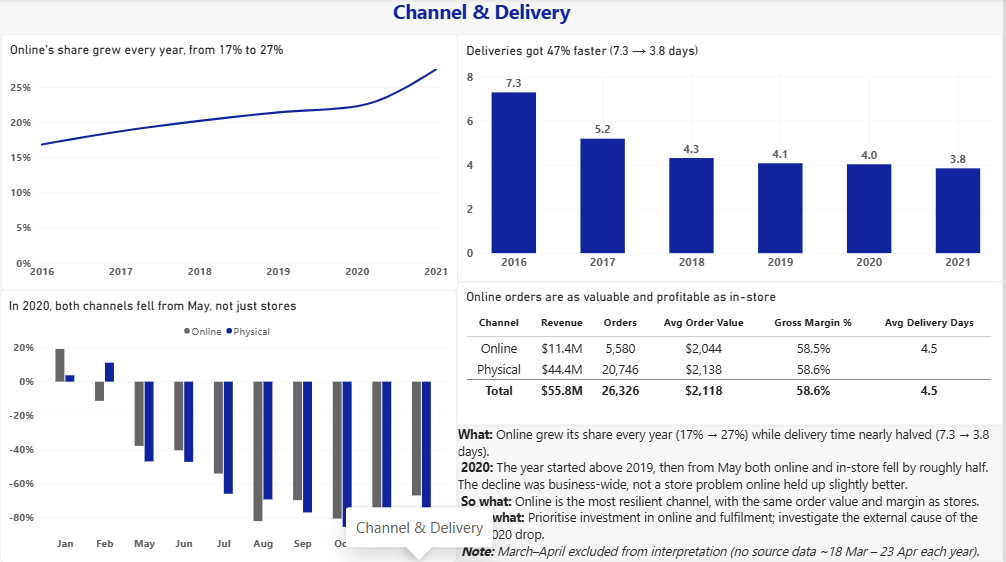 Channel & Delivery
Online's share grew every year, from 17% to 27%
25%
20%
15%
10%
5%
0%
2016 2017 2018 2019 2020 2021
Deliveries got 47% faster (7.3 → 3.8 days)
8
6
4
2
0
7.3 5.2 4.3 4.1 4.0 3.8
2016 2017 2018 2019 2020 2021
In 2020, both channels fell from May, not just stores
Online Physical
20%
0%
-20%
-40%
-60%
-80%
Jan Feb May Jun Jul Aug Sep
Online orders are as valuable and profitable as in-store
Channel Revenue Orders Avg Order Value Gross Margin % Avg Delivery Days
Online $11.4M 5,580 $2,044 58.5% 4.5
Physical $44.4M 20,746 $2,138 58.6%
Total $55.8M 26,326 $2,118 58.6% 4.5
What: Online grew its share every year (17% → 27%) while delivery time nearly halved (7.3 → 3.8
days).
2020: The year started above 2019, then from May both online and in-store fell by roughly half.
The decline was business-wide, not a store problem online held up slightly better.
So what: Online is the most resilient channel, with the same order value and margin as stores.
what: Prioritise investment in online and fulfilment; investigate the external cause of the
020 drop.
Note: March–April excluded from interpretation (no source data ~18 Mar – 23 Apr each year).
Channel & Delivery